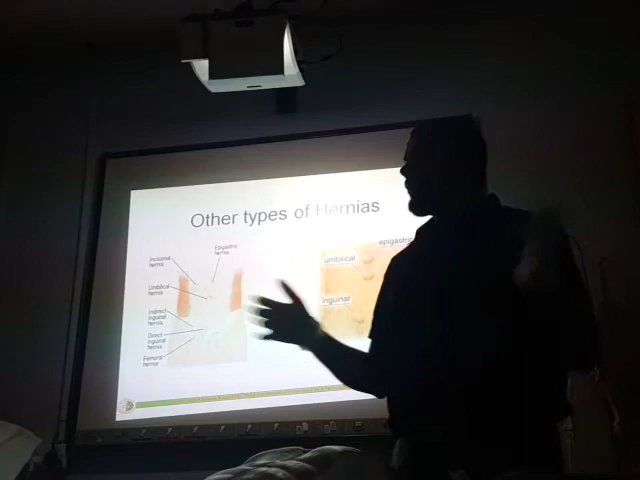 Other types of Hernias
Epigastric
hernia
Incisional
hernia
Umbilical
hernia
Indirect
inguinal
hernia
Direct
inguinal
hernia
Femoral
hernia
epigastric
umbilical
inguinal